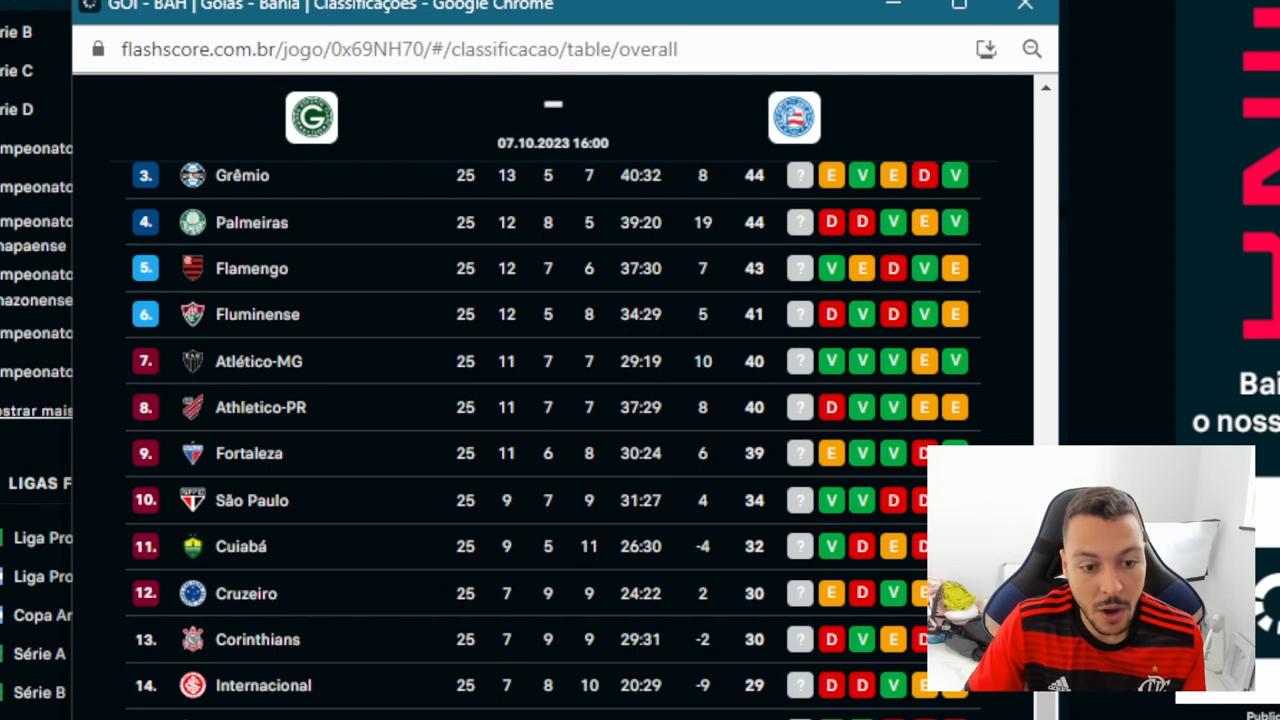 GOI - BAH | Goiás - Bahia | Classificações - Google Chrome
flashscore.com.br/jogo/0x69NH70/#/classificacao/table/overall
07.10.2023 16:00
3. Grêmio 25 13 5 7 40:32 8 44 ? E V E D V
4. Palmeiras 25 12 8 5 39:20 19 44 ? D D V E V
5. Flamengo 25 12 7 6 37:30 7 43 ? V E D V E
6. Fluminense 25 12 5 8 34:29 5 41 ? D V D V E
7. Atlético-MG 25 11 7 7 29:19 10 40 ? V V V E V
8. Athletico-PR 25 11 7 7 37:29 8 40 ? D V V E E
9. Fortaleza 25 11 6 8 30:24 6 39 ? E V V D
10. São Paulo 25 9 7 9 31:27 4 34 ? V V D D
11. Cuiabá 25 9 5 11 26:30 -4 32 ? V D E D
12. Cruzeiro 25 7 9 9 24:22 2 30 ? E D V E
13. Corinthians 25 7 9 9 29:31 -2 30 ? D V E D
14. Internacional 25 7 8 10 20:29 -9 29 ? D D V E
rie B
rie C
rie D
mpeonato
mpeonato
mpeonato
napaense
mpeonato
nazonense
mpeonato
mpeonato
ostrar mais
LIGAS F
Liga Pro
Liga Pro
Copa Ar
Série A
Série B
Bai
o noss
Public